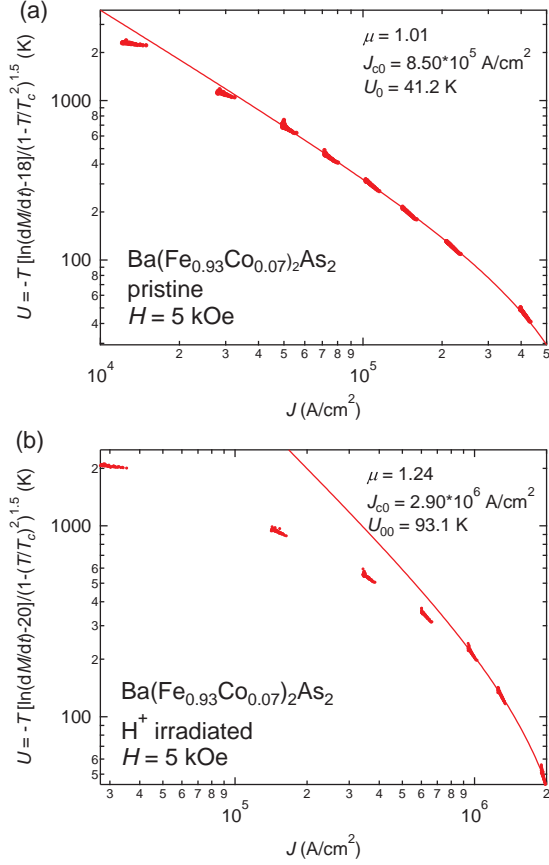 (a)
μ = 1.01
J_c0 = 8.50*10^5 A/cm^2
U_0 = 41.2 K
1000
8
6
4
2
100
8
6
4
2
U = -T [ln(dM/dt)-18]/(1-T/T_c^2)^1.5 (K)
Ba(Fe_0.93Co_0.07)_2As_2
pristine
H = 5 kOe
10^4 2 3 4 5 6 7 8 9 10^5 2 3 4 5
J (A/cm^2)
(b)
μ = 1.24
J_c0 = 2.90*10^6 A/cm^2
U_00 = 93.1 K
2
1000
8
6
5
4
3
2
100
8
6
5
U = -T [ln(dM/dt)-20]/(1-(T/T_c)^2)^1.5 (K)
Ba(Fe_0.93Co_0.07)_2As_2
H^+ irradiated
H = 5 kOe
3 4 5 6 7 8 9 10^5 2 3 4 5 6 7 8 9 10^6 2
J (A/cm^2)